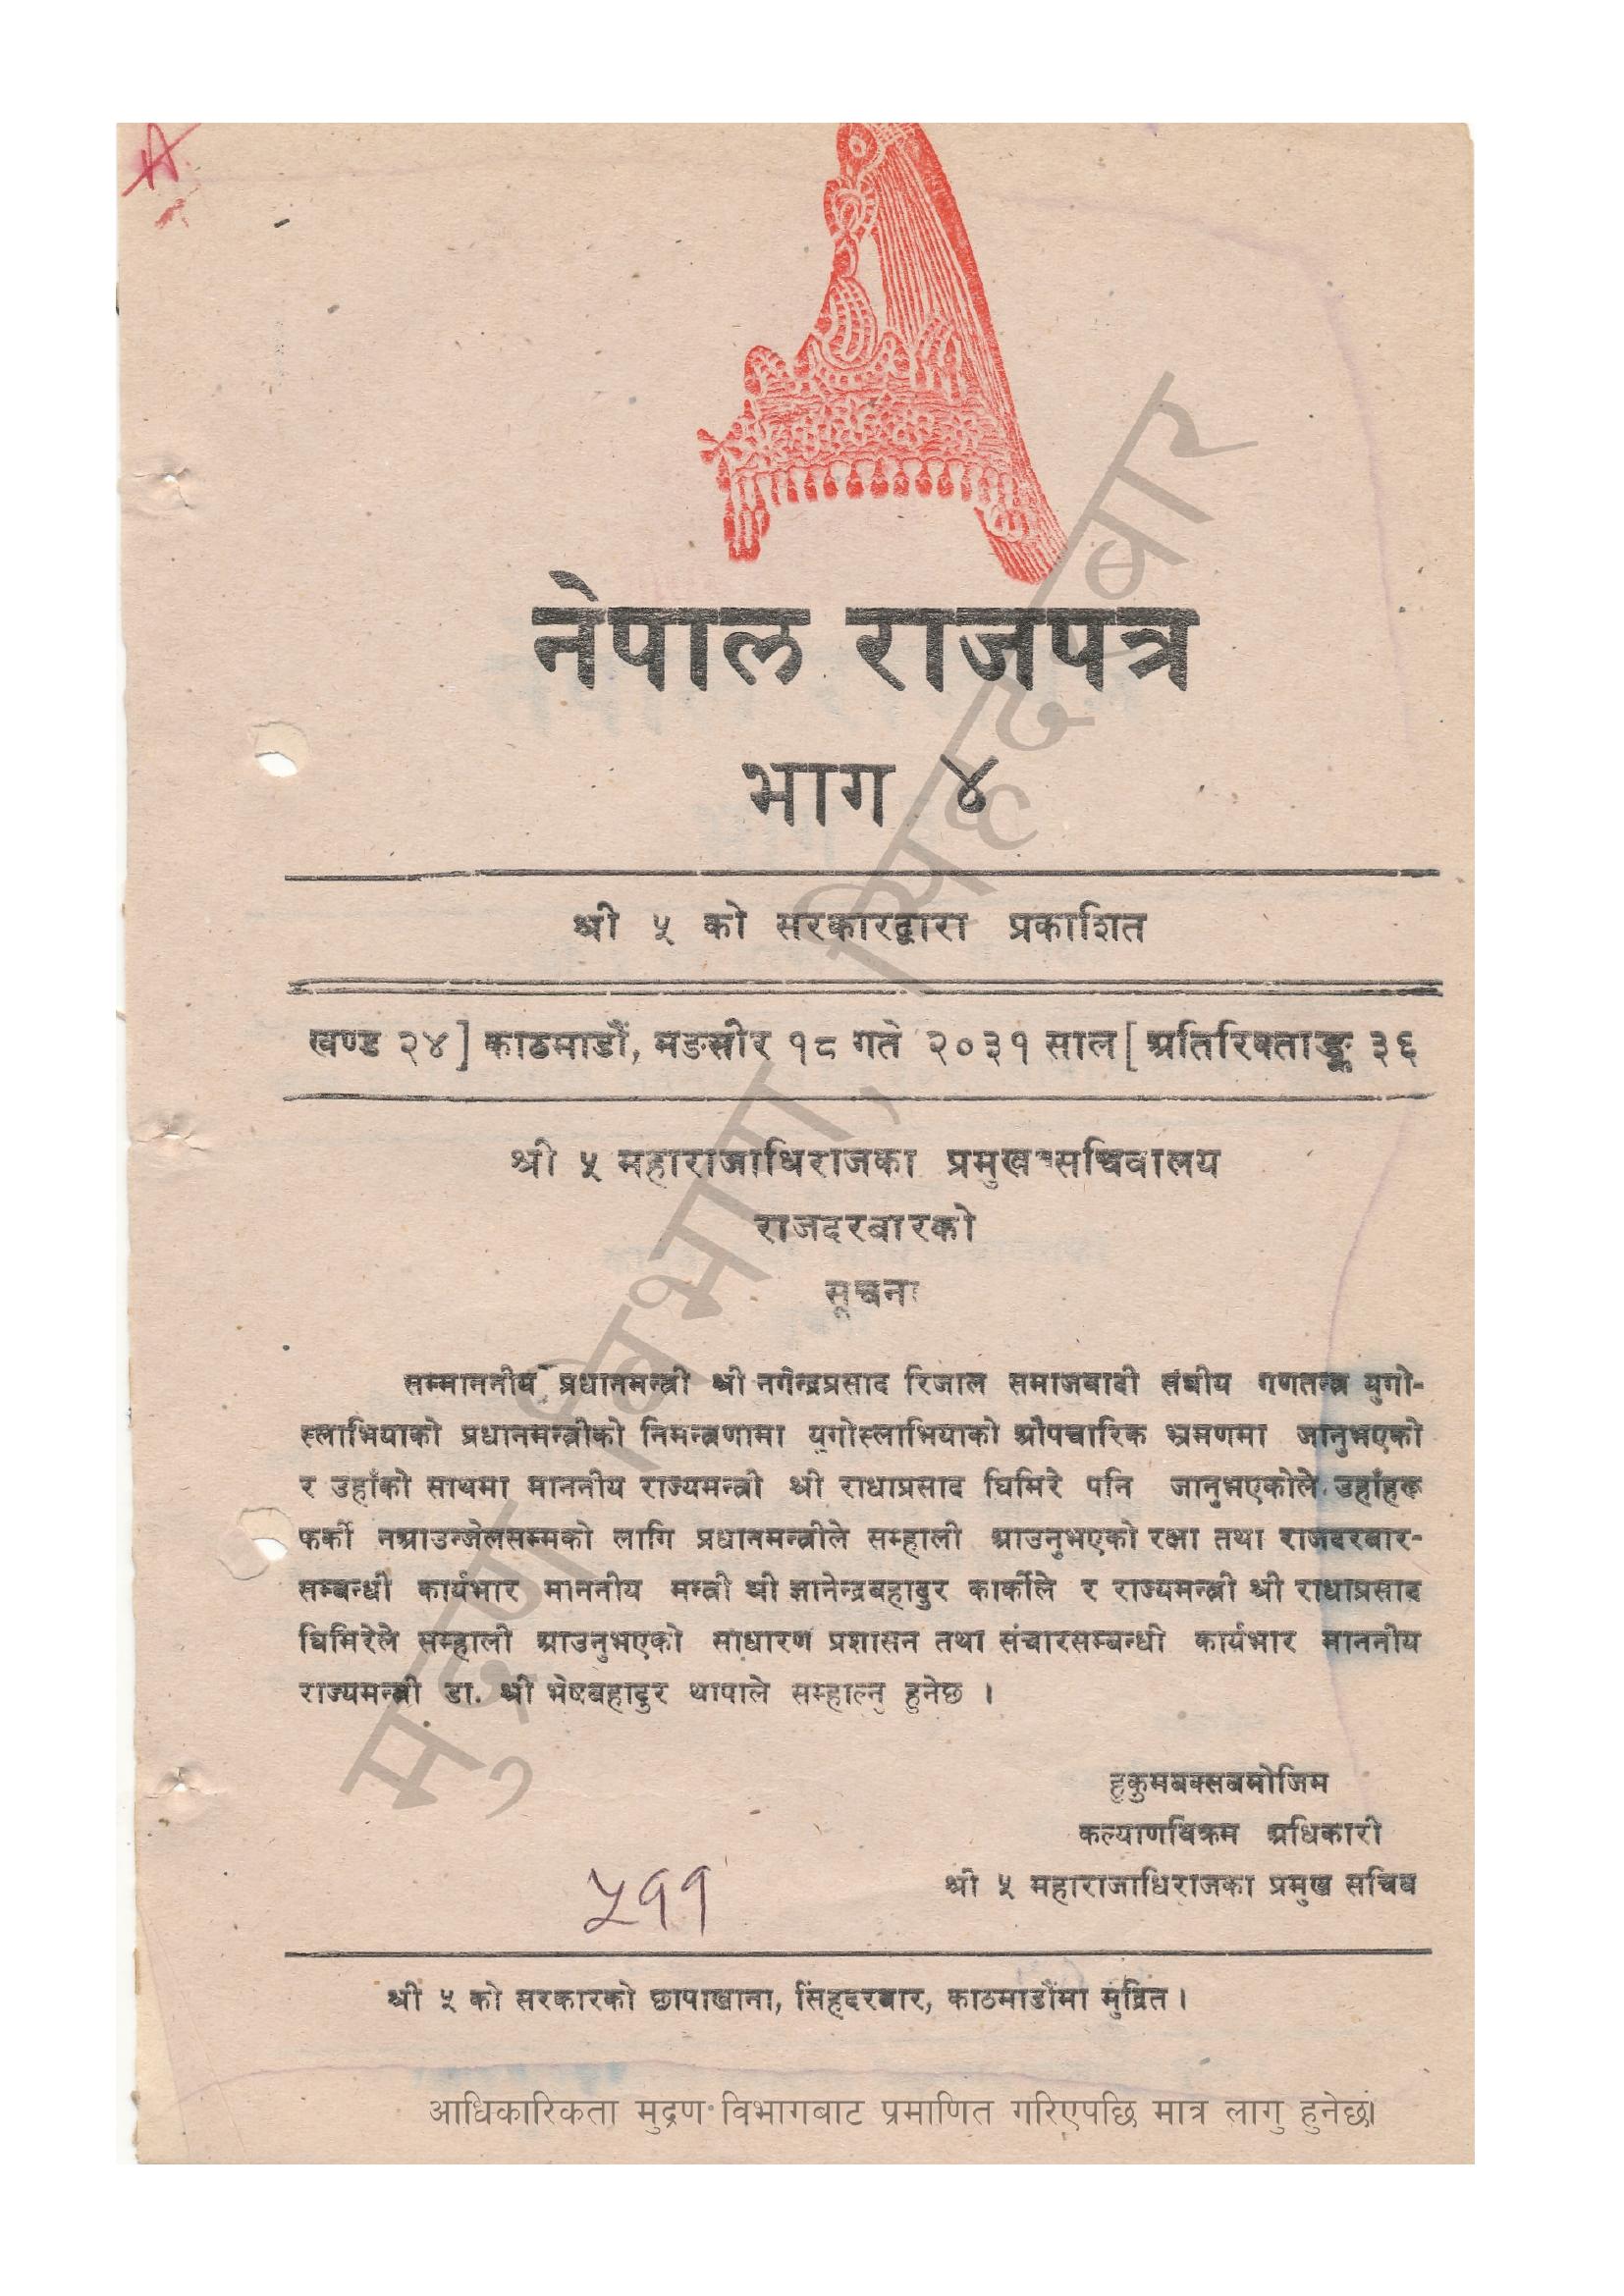 नेपाल राजपत्र
भाग ४
श्री ५ को सरकारद्वारा प्रकाशित
खण्ड २४] काठमाडौं, मङसीर १८ गते २०३१ साल [ अतिरिक्ताङ्क ३६
श्री ५ महाराजाधिराजका प्रमुख सचिवालय
राजदरबारको
सूचना
सम्माननीय प्रधानमन्त्री श्री नगेन्द्रप्रसाद रिजाल समाजवादी संघीय गणतन्त्र युगो-
स्लाभियाको प्रधानमन्त्रीको निमन्त्रणामा युगोस्लाभियाको औपचारिक भ्रमणमा जानुभएको
र उहांको साथमा माननीय राज्यमन्त्री श्री राधाप्रसाद घिमिरे पनि जानुभएकोले उहांहरू
फर्की नआउन्जेलसम्मको लागि प्रधानमन्त्रीले सम्हाली आउनुभएको रक्षा तथा राजदरबार-
सम्बन्धी कार्यभार माननीय मन्त्री श्री ज्ञानेन्द्रबहादुर कार्कीले र राज्यमन्त्री श्री राधाप्रसाद
घिमिरेले सम्हाली आउनुभएको साधारण प्रशासन तथा संचारसम्बन्धी कार्यभार माननीय
राज्यमन्त्री डा. श्री भेषबहादुर थापाले सम्हाल्नु हुनेछ ।
हुकुमबक्सबमोजिम
कल्याणविक्रम अधिकारी
श्री ५ महाराजाधिराजका प्रमुख सचिव
५११
श्री ५ को सरकारको छापाखाना, सिंहदरबार, काठमाडौंमा मुद्रित ।
आधिकारिकता मुद्रण विभागबाट प्रमाणित गरिएपछि मात्र लागु हुनेछ।
मुद्रण विभाग, सिंहदरबार